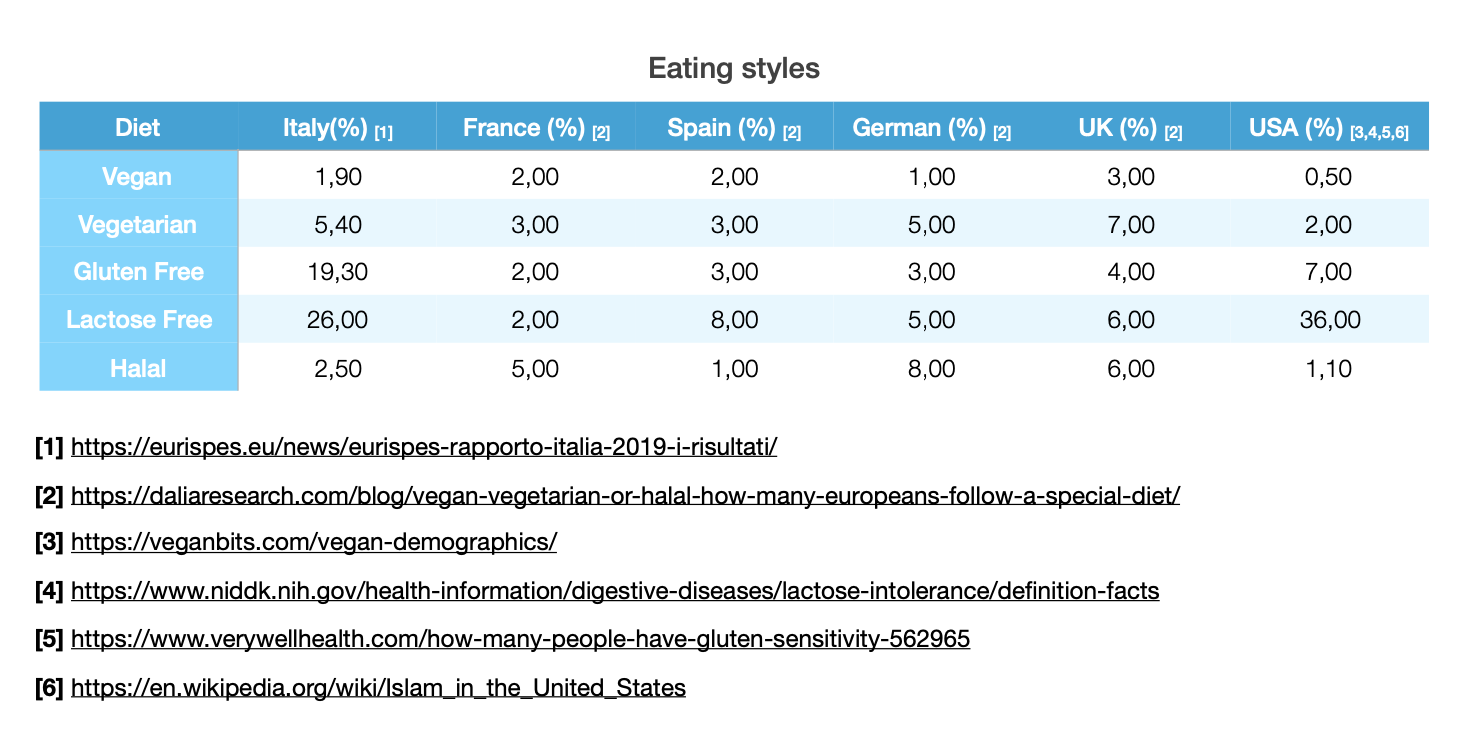 Eating styles
Diet Italy(%) [1] France (%) [2] Spain (%) [2] German (%) [2] UK (%) [2] USA (%) [3,4,5,6]
Vegan 1,90 2,00 2,00 1,00 3,00 0,50
Vegetarian 5,40 3,00 3,00 5,00 7,00 2,00
Gluten Free 19,30 2,00 3,00 3,00 4,00 7,00
Lactose Free 26,00 2,00 8,00 5,00 6,00 36,00
Halal 2,50 5,00 1,00 8,00 6,00 1,10
[1] https://eurispes.eu/news/eurispes-rapporto-italia-2019-i-risultati/
[2] https://daliaresearch.com/blog/vegan-vegetarian-or-halal-how-many-europeans-follow-a-special-diet/
[3] https://veganbits.com/vegan-demographics/
[4] https://www.niddk.nih.gov/health-information/digestive-diseases/lactose-intolerance/definition-facts
[5] https://www.verywellhealth.com/how-many-people-have-gluten-sensitivity-562965
[6] https://en.wikipedia.org/wiki/Islam_in_the_United_States